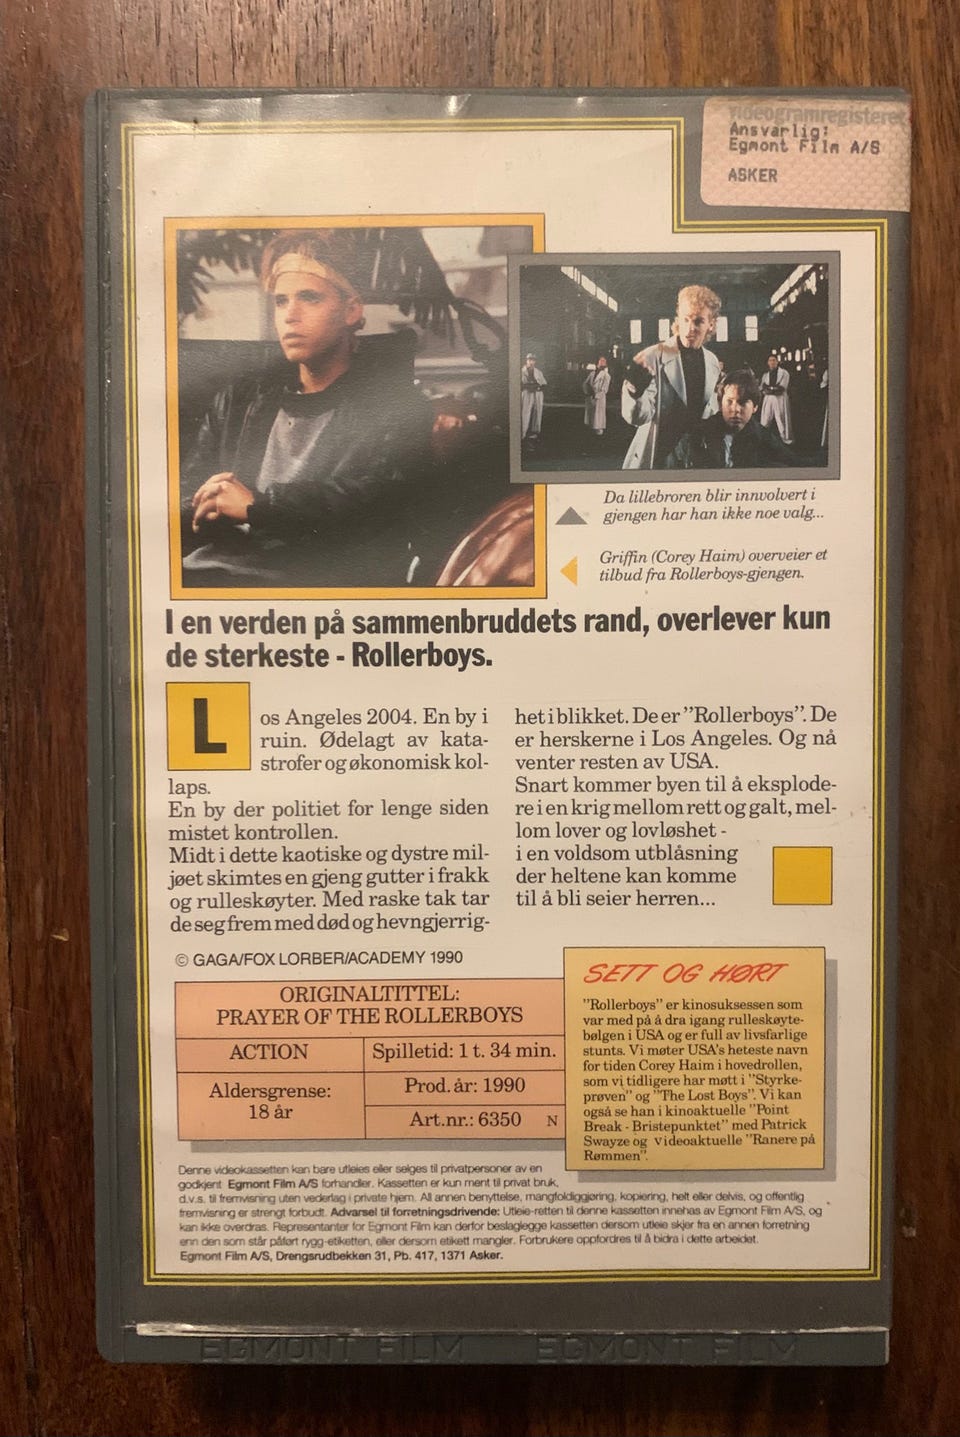 Videogramregisteret
Ansvarlig:
Egmont Film A/S
ASKER
Da lillebroren blir innvolvert i
gjengen har han ikke noe valg...
Griffin (Corey Haim) overveier et
tilbud fra Rollerboys-gjengen.
I en verden på sammenbruddets rand, overlever kun
de sterkeste - Rollerboys.
Los Angeles 2004. En by i
ruin. Ødelagt av kata-
strofer og økonomisk kol-
laps.
En by der politiet for lenge siden
mistet kontrollen.
Midt i dette kaotiske og dystre mil-
jøet skimtes en gjeng gutter i frakk
og rulleskøyter. Med raske tak tar
de seg frem med død og hevngjerrig-
het i blikket. De er "Rollerboys". De
er herskerne i Los Angeles. Og nå
venter resten av USA.
Snart kommer byen til å eksplode-
re i en krig mellom rett og galt, mel-
lom lover og lovløshet -
i en voldsom utblåsning
der heltene kan komme
til å bli seier herren...
© GAGA/FOX LORBER/ACADEMY 1990
ORIGINALTITTEL:
PRAYER OF THE ROLLERBOYS
ACTION
Spilletid: 1 t. 34 min.
Aldersgrense:
18 år
Prod. år: 1990
Art.nr.: 6350 N
SETT OG HØRT
"Rollerboys" er kinosuksessen som
var med på å dra igang rulleskøyte-
bølgen i USA og er full av livsfarlige
stunts. Vi møter USA's heteste navn
for tiden Corey Haim i hovedrollen,
som vi tidligere har møtt i "Styrke-
prøven" og "The Lost Boys". Vi kan
også se han i kinoaktuelle "Point
Break - Bristepunktet" med Patrick
Swayze og videoaktuelle "Ranere på
Rømmen".
Denne videokassetten kan bare utleies eller selges til privatpersoner av en
godkjent Egmont Film A/S forhandler. Kassetten er kun ment til privat bruk,
d.v.s. til fremvisning uten vederlag i private hjem. All annen benyttelse, mangfoldiggjøring, kopiering, helt eller delvis, og offentlig
fremvisning er strengt forbudt. Advarsel til forretningsdrivende: Utleie-retten til denne kassetten innehas av Egmont Film A/S, og
kan ikke overdras. Representanter for Egmont Film kan derfor beslaglegge kassetten dersom utleie skjer fra en annen forretning
enn den som står påført rygg-etiketten, eller dersom etikett mangler. Forbrukere oppfordres til å bidra i dette arbeidet.
Egmont Film A/S, Drengsrudbekken 31, Pb. 417, 1371 Asker.
EGMONT FILM EGMONT FILM